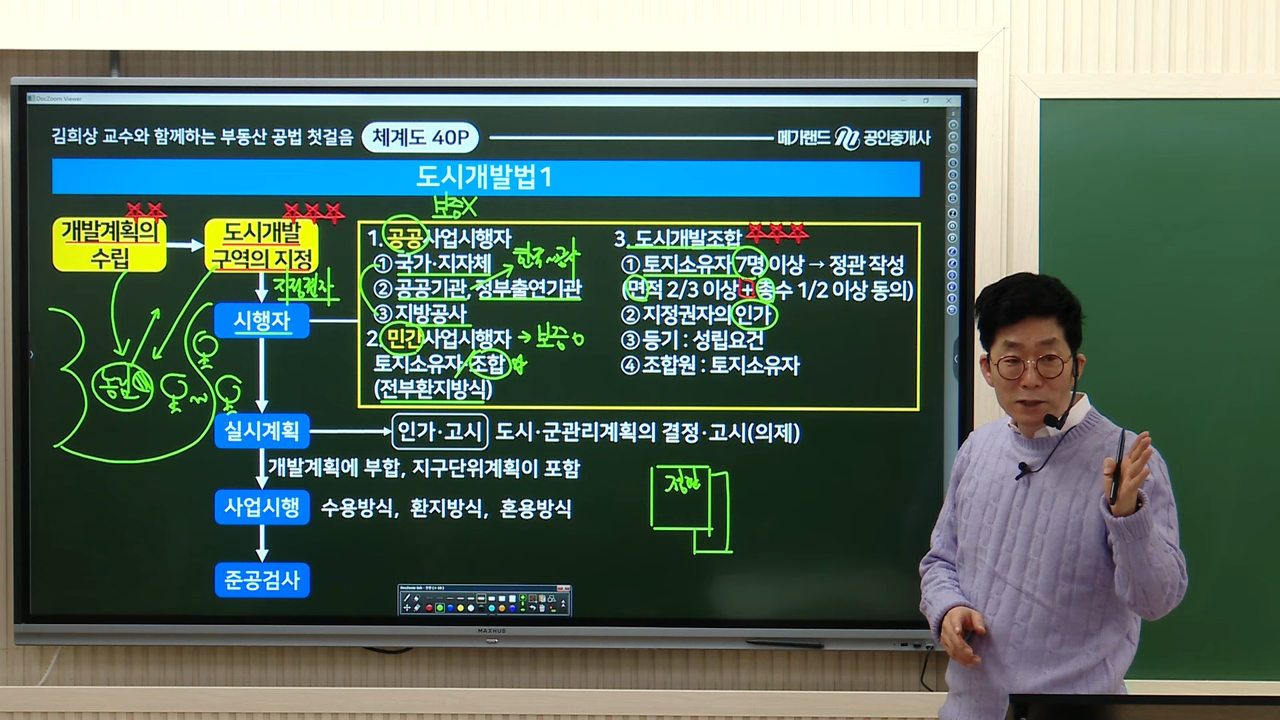 DocZoom Viewer
김희상 교수와 함께하는 부동산 공법 첫걸음 체계도 40P 메가랜드 공인중개사
도시개발법1
보증X
개발계획의
수립
도시개발
구역의 지정
지정권자
시행자
실시계획
사업시행
준공검사
1. 공공사업시행자
① 국가·지자체
② 공공기관, 정부출연기관
③ 지방공사
2. 민간사업시행자 → 보증 o
토지소유자·조합
(전부환지방식)
3. 도시개발조합
① 토지소유자 7명 이상 → 정관 작성
(면적 2/3 이상 + 총수 1/2 이상 동의)
② 지정권자의 인가
③ 등기 : 성립요건
④ 조합원 : 토지소유자
인가·고시 도시·군관리계획의 결정·고시(의제)
개발계획에 부합, 지구단위계획이 포함
수용방식, 환지방식, 혼용방식
정관
MAXHUB